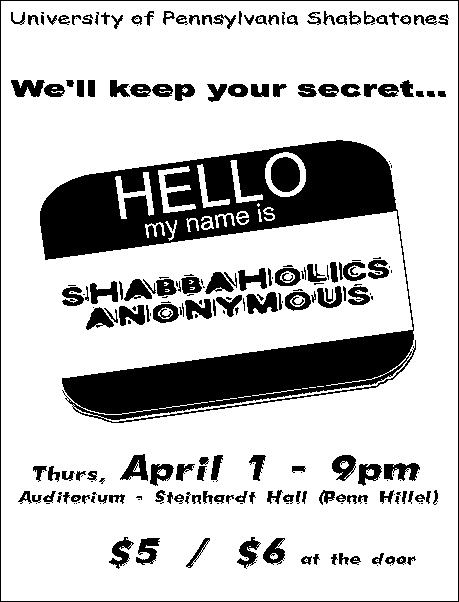 University of Pennsylvania Shabbatones
We'll keep your secret...
HELLO
my name is
SHABBAHOLICS
ANONYMOUS
Thurs, April 1 - 9pm
Auditorium - Steinhardt Hall (Penn Hillel)
$5 / $6 at the door